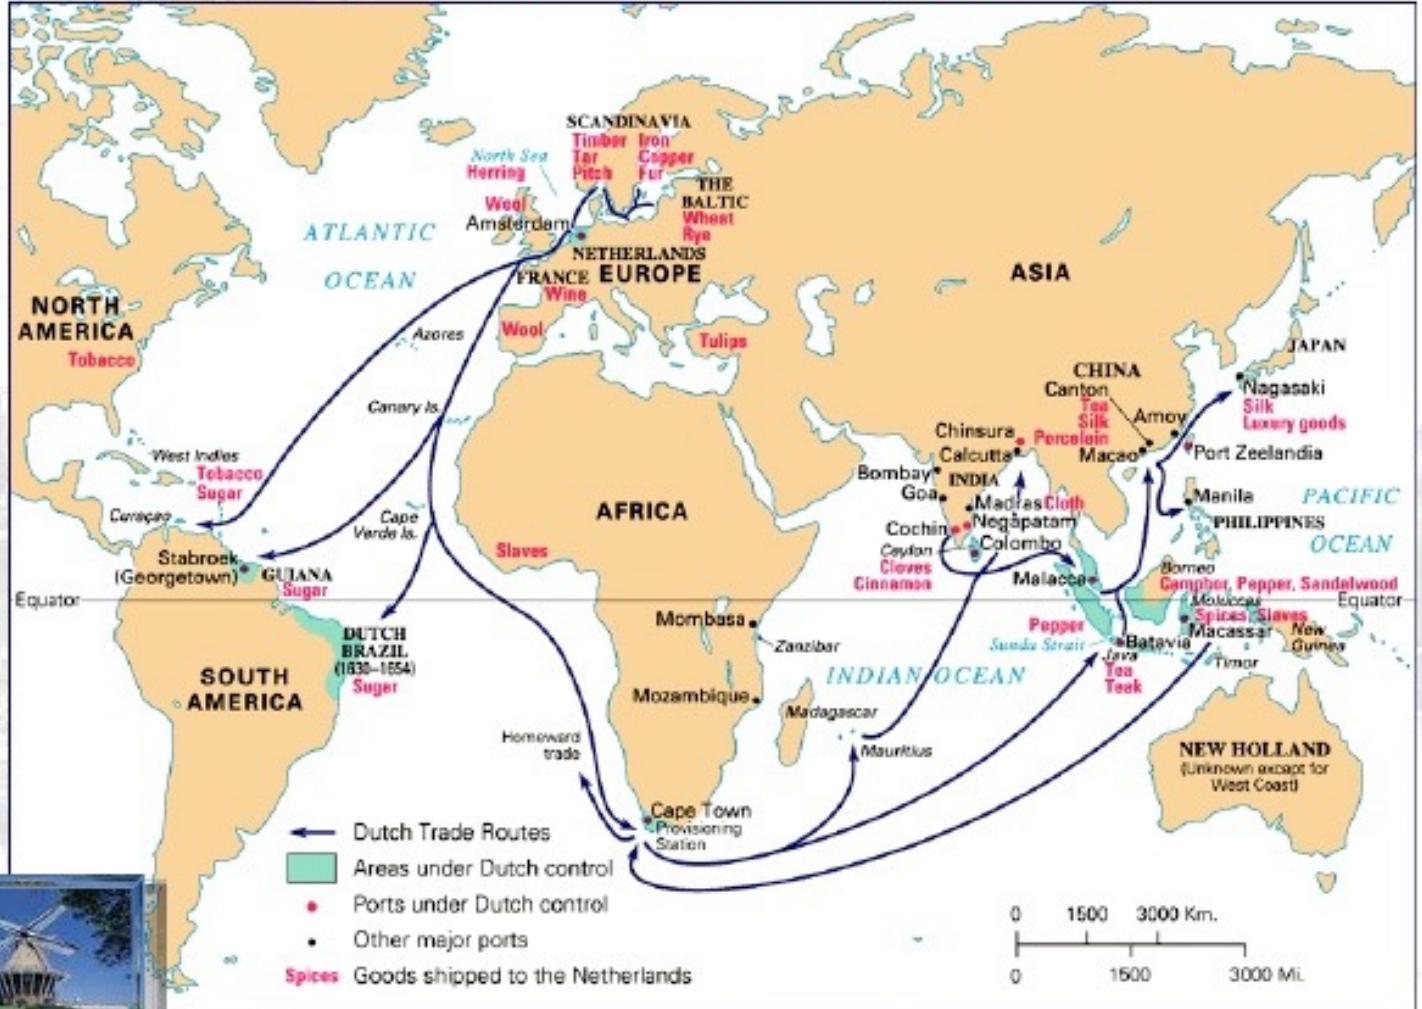 SCANDINAVIA
Timber Iron
Tar Copper
Pitch Fur
North Sea
Herring
THE
BALTIC
Wheat
Rye
Wool
Amsterdam
NETHERLANDS
ATLANTIC
OCEAN
FRANCE
Wine
EUROPE
ASIA
NORTH
AMERICA
Tobacco
Azores
Wool
Tulips
JAPAN
Nagasaki
Silk
Luxury goods
CHINA
Canton
Tea
Silk
Porcelain
Amoy
Macao
Port Zeelandia
Canary Is.
West Indies
Tobacco
Sugar
Curaçao
Cape
Verde Is.
Chinsura
Calcutta
Bombay
INDIA
Goa
Madras
Cloth
Cochin
Negapatam
Colombo
Ceylon
Cloves
Cinnamon
Manila
PHILIPPINES
PACIFIC
OCEAN
AFRICA
Slaves
Stabroek
(Georgetown)
GUIANA
Sugar
Malacca
Borneo
Camphor, Pepper, Sandelwood
Equator
Equator
Moluccas
Spices, Slaves
Macassar
New
Guinea
Pepper
Sunda Strait
Batavia
Java
Tea
Teak
Timor
Mombasa
Zanzibar
DUTCH
BRAZIL
(1630–1654)
Sugar
SOUTH
AMERICA
INDIAN OCEAN
Mozambique
Madagascar
Mauritius
Homeward
trade
NEW HOLLAND
(Unknown except for
West Coast)
Cape Town
Provisioning
Station
Dutch Trade Routes
Areas under Dutch control
Ports under Dutch control
Other major ports
Spices Goods shipped to the Netherlands
0 1500 3000 Km.
0 1500 3000 Mi.